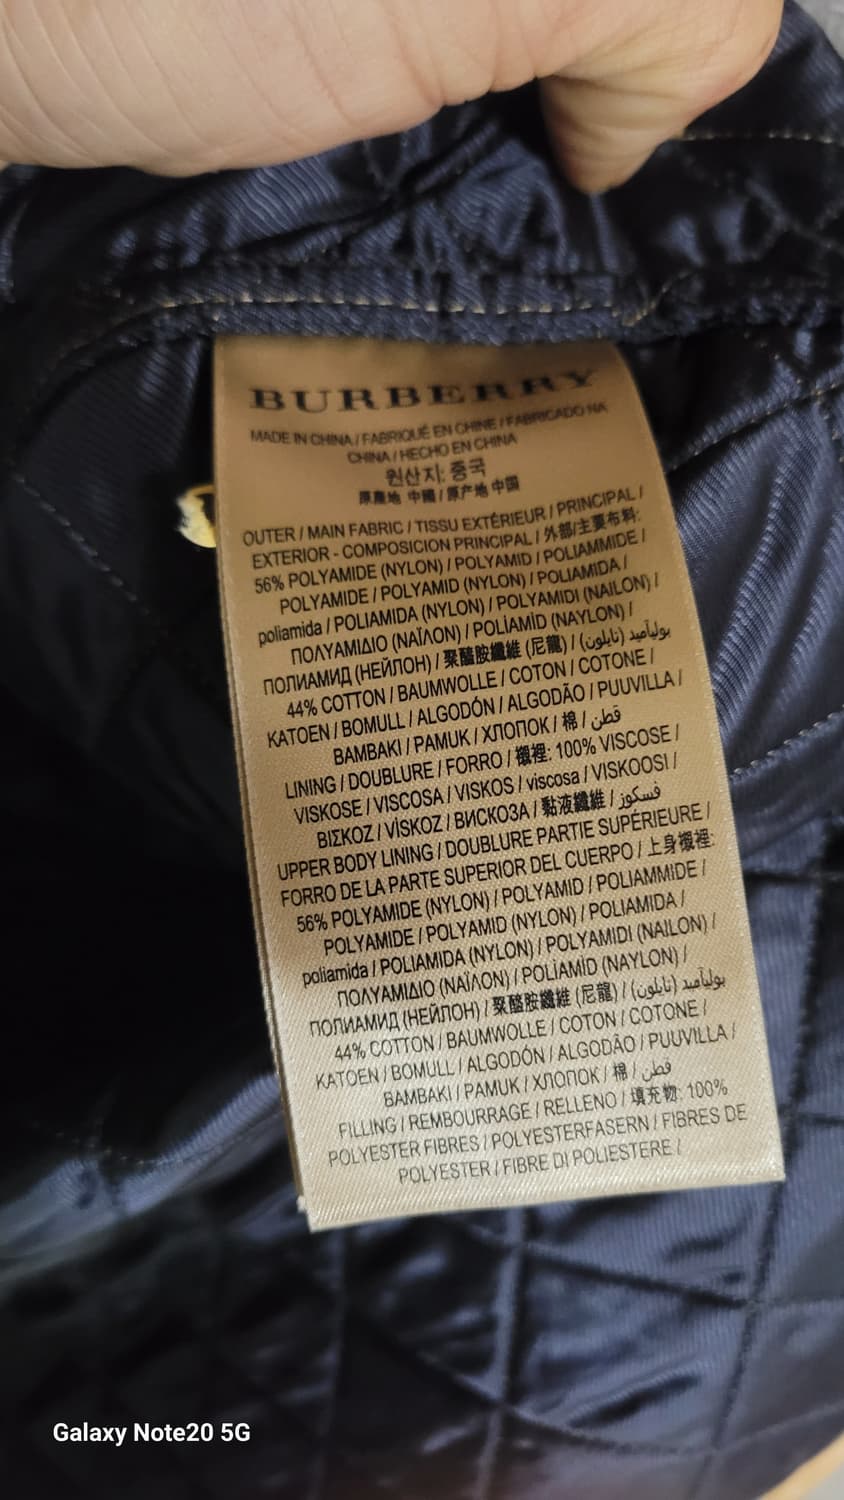 BURBERRY
MADE IN CHINA / FABRIQUÉ EN CHINE / FABRICADO NA
CHINA / HECHO EN CHINA
원산지: 중국
原產地 中國 / 原产地 中国
OUTER / MAIN FABRIC / TISSU EXTÉRIEUR / PRINCIPAL /
EXTERIOR - COMPOSICION PRINCIPAL / 外部/主要布料:
56% POLYAMIDE (NYLON) / POLYAMID / POLIAMMIDE /
POLYAMIDE / POLYAMID (NYLON) / POLIAMIDA /
poliamida / POLIAMIDA (NYLON) / POLYAMIDI (NAILON) /
ΠΟΛΥΑΜΙΔΙΟ (ΝΑΪΛΟΝ) / POLİAMİD (NAYLON) /
ПОЛИАМИД (НЕЙЛОН) / 聚醯胺纖維 (尼龍) / بولياميد (نايلون) /
44% COTTON / BAUMWOLLE / COTON / COTONE /
KATOEN / BOMULL / ALGODÓN / ALGODÃO / PUUVILLA /
BAMBAKI / PAMUK / ХЛОПОК / 棉 / قطن
LINING / DOUBLURE / FORRO / 襯裡: 100% VISCOSE /
VISKOSE / VISCOSA / VISKOS / viscosa / VISKOOSI /
ΒΙΣΚΟΖ / VİSKOZ / ВИСКОЗА / 黏液纖維 / فسكوز
UPPER BODY LINING / DOUBLURE PARTIE SUPÉRIEURE /
FORRO DE LA PARTE SUPERIOR DEL CUERPO / 上身襯裡:
56% POLYAMIDE (NYLON) / POLYAMID / POLIAMMIDE /
POLYAMIDE / POLYAMID (NYLON) / POLIAMIDA /
poliamida / POLIAMIDA (NYLON) / POLYAMIDI (NAILON) /
ΠΟΛΥΑΜΙΔΙΟ (ΝΑΪΛΟΝ) / POLİAMİD (NAYLON) /
ПОЛИАМИД (НЕЙЛОН) / 聚醯胺纖維 (尼龍) / بولياميد (نايلون) /
44% COTTON / BAUMWOLLE / COTON / COTONE /
KATOEN / BOMULL / ALGODÓN / ALGODÃO / PUUVILLA /
BAMBAKI / PAMUK / ХЛОПОК / 棉 / قطن
FILLING / REMBOURRAGE / RELLENO / 填充物: 100%
POLYESTER FIBRES / POLYESTERFASERN / FIBRES DE
POLYESTER / FIBRE DI POLIESTERE /
Galaxy Note20 5G